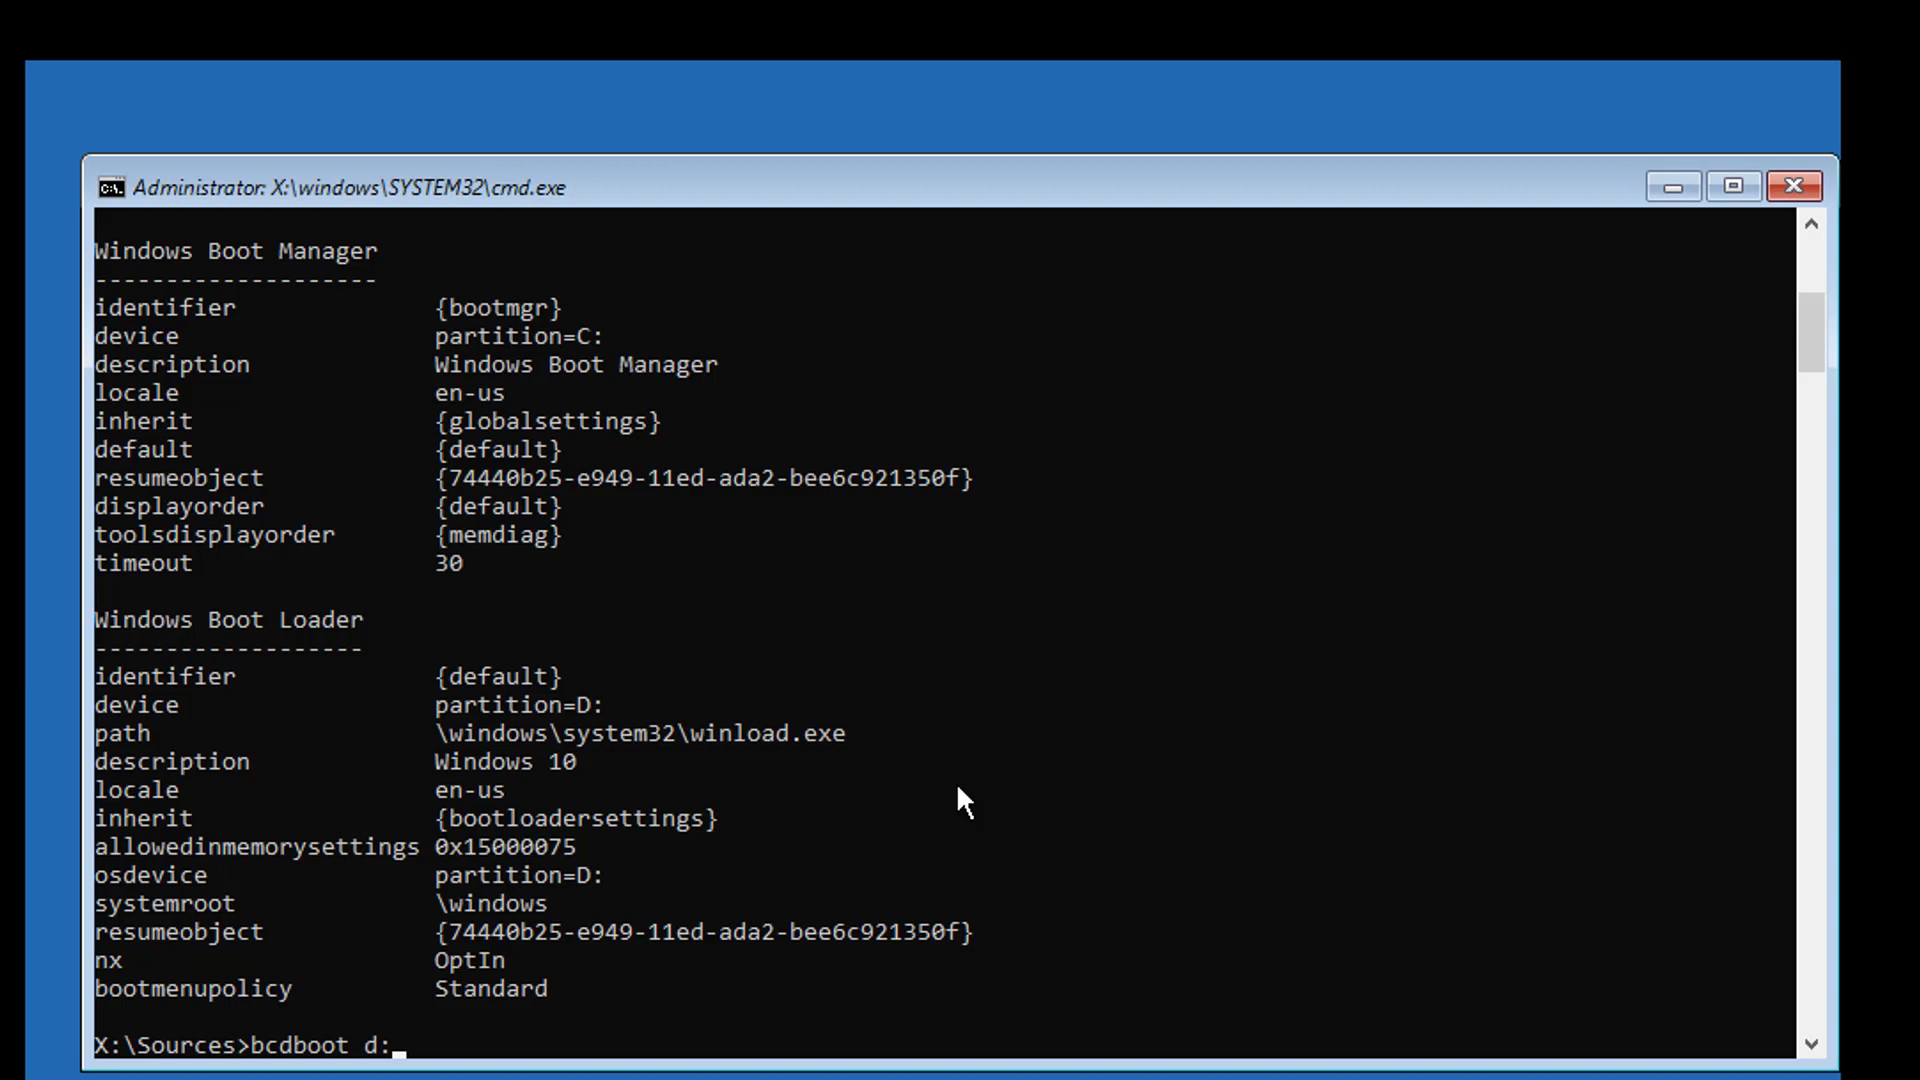 Administrator: X:\windows\SYSTEM32\cmd.exe
Windows Boot Manager
--------------------
identifier              {bootmgr}
device                  partition=C:
description             Windows Boot Manager
locale                  en-us
inherit                 {globalsettings}
default                 {default}
resumeobject            {74440b25-e949-11ed-ada2-bee6c921350f}
displayorder            {default}
toolsdisplayorder       {memdiag}
timeout                 30
Windows Boot Loader
-------------------
identifier              {default}
device                  partition=D:
path                    \windows\system32\winload.exe
description             Windows 10
locale                  en-us
inherit                 {bootloadersettings}
allowedinmemorysettings 0x15000075
osdevice                partition=D:
systemroot              \windows
resumeobject            {74440b25-e949-11ed-ada2-bee6c921350f}
nx                      OptIn
bootmenupolicy          Standard
X:\Sources>bcdboot d: